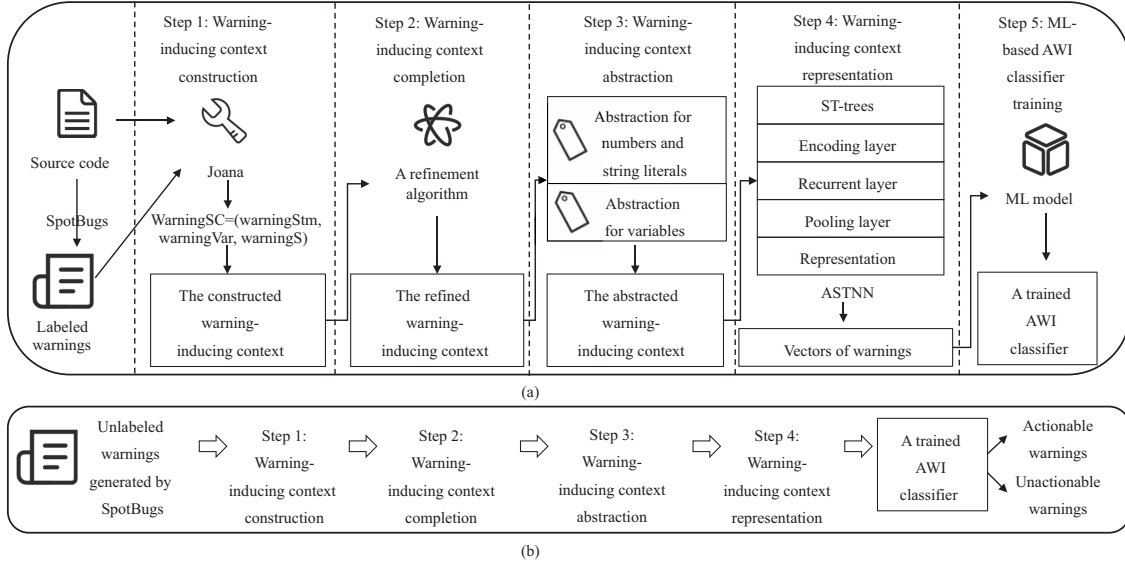 Source code
SpotBugs
Labeled
warnings
Step 1: Warning-
inducing context
construction
Joana
WarningSC=(warningStm,
warningVar, warningS)
The constructed
warning-
inducing context
Step 2: Warning-
inducing context
completion
A refinement
algorithm
The refined
warning-
inducing context
Step 3: Warning-
inducing context
abstraction
Abstraction for
numbers and
string literals
Abstraction
for variables
The abstracted
warning-
inducing context
Step 4: Warning-
inducing context
representation
ST-trees
Encoding layer
Recurrent layer
Pooling layer
Representation
ASTNN
Vectors of warnings
Step 5: ML-
based AWI
classifier
training
ML model
A trained
AWI
classifier
(a)
Unlabeled
warnings
generated by
SpotBugs
Step 1:
Warning-
inducing context
construction
Step 2:
Warning-
inducing context
completion
Step 3:
Warning-
inducing context
abstraction
Step 4:
Warning-
inducing context
representation
A trained
AWI
classifier
Actionable
warnings
Unactionable
warnings
(b)